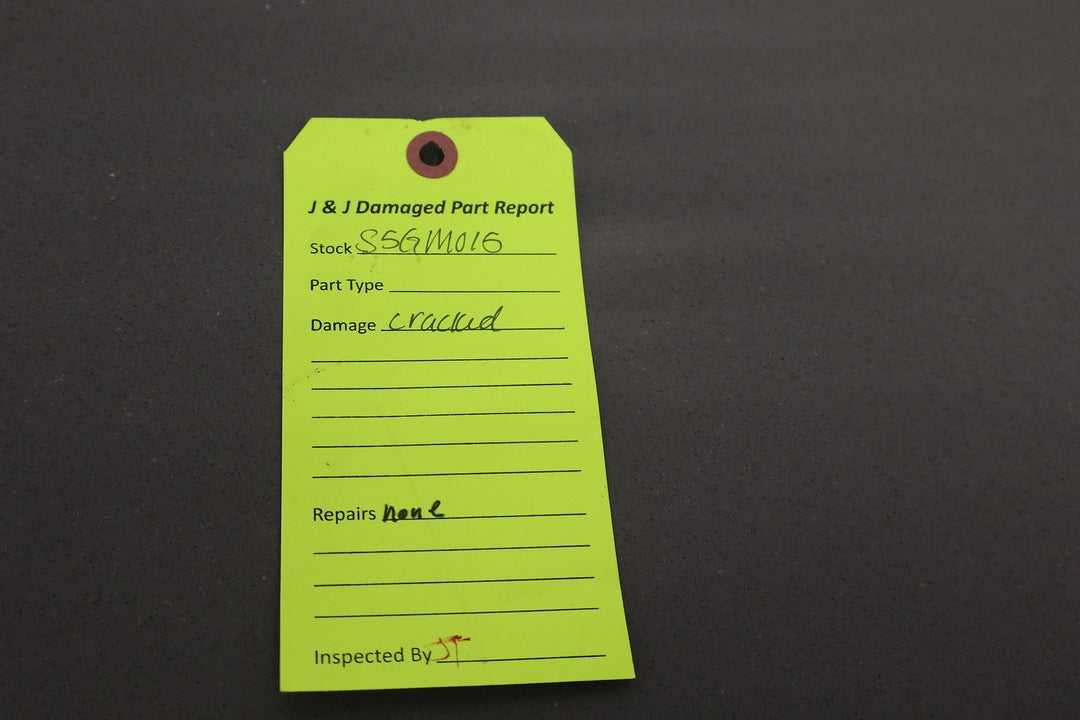 J & J Damaged Part Report
Stock S5GM016
Part Type
Damage cracked
Repairs none
Inspected By JT